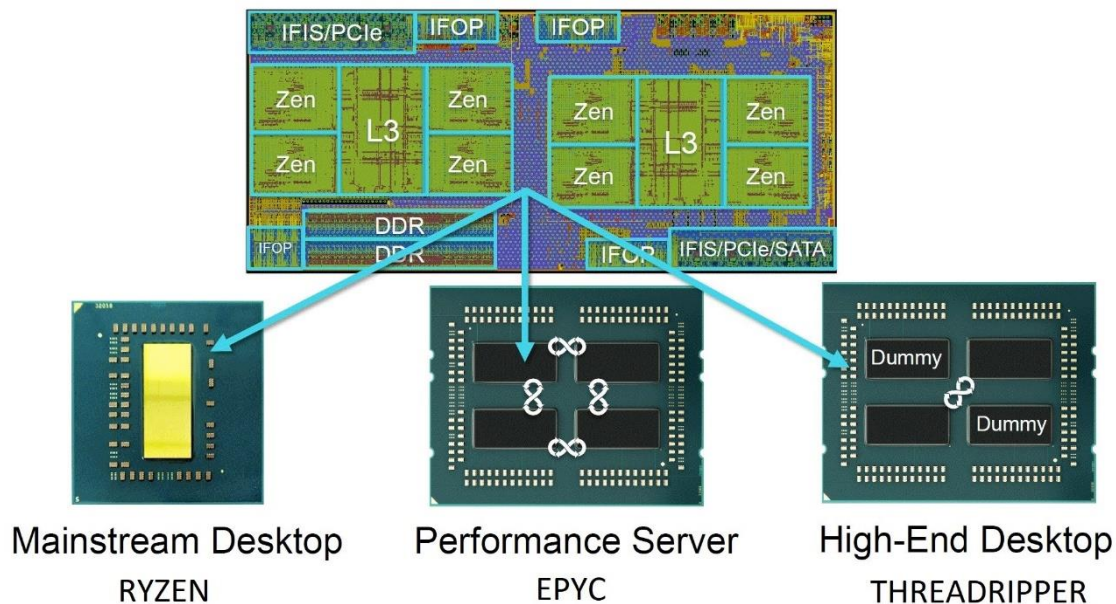 IFIS/PCIe
IFOP
IFOP
Zen
L3
Zen
Zen
Zen
Zen
L3
Zen
Zen
Zen
DDR
DDR
IFOP
IFOP
IFIS/PCIe/SATA
32018
Dummy
Dummy
Mainstream Desktop
RYZEN
Performance Server
EPYC
High-End Desktop
THREADRIPPER